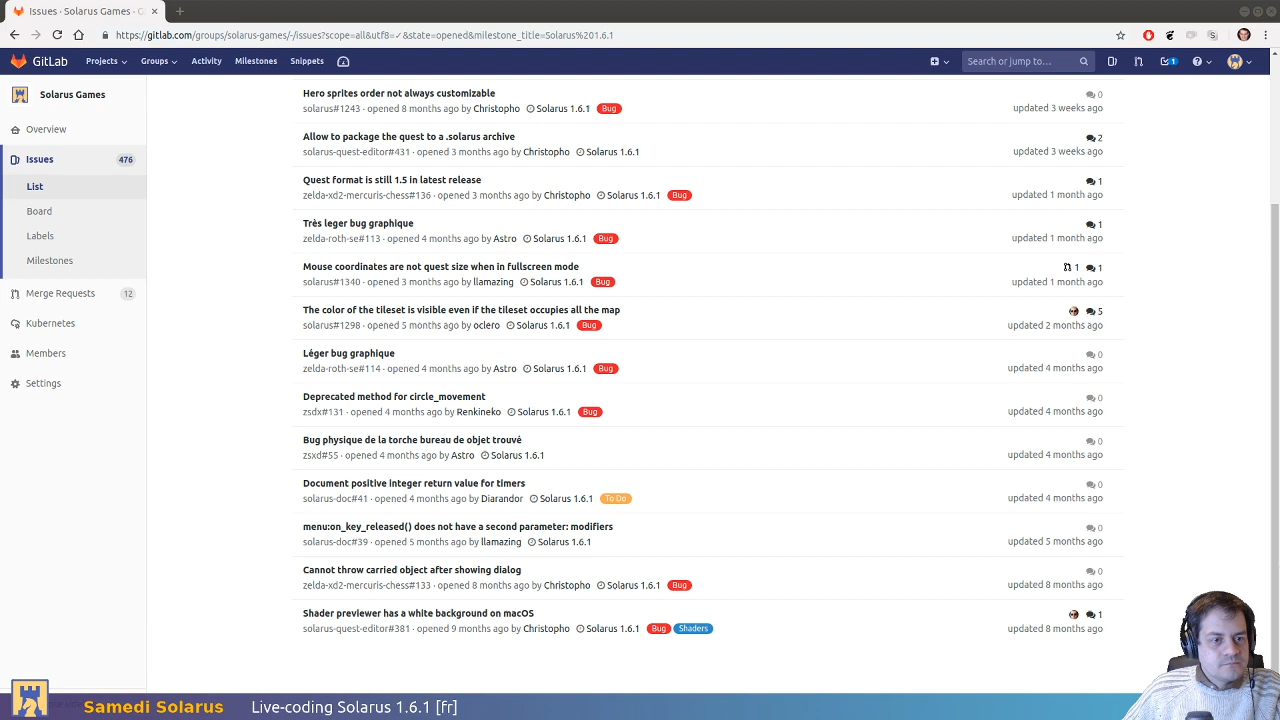 Issues · Solarus Games · G
https://gitlab.com/groups/solarus-games/-/issues?scope=all&utf8=✓&state=opened&milestone_title=Solarus%201.6.1
GitLab Projects Groups Activity Milestones Snippets Search or jump to… 1
Solarus Games
Overview
Issues 476
List
Board
Labels
Milestones
Merge Requests 12
Kubernetes
Members
Settings
Hero sprites order not always customizable 0
solarus#1243 · opened 8 months ago by Christopho Solarus 1.6.1 Bug updated 3 weeks ago
Allow to package the quest to a .solarus archive 2
solarus-quest-editor#431 · opened 3 months ago by Christopho Solarus 1.6.1 updated 3 weeks ago
Quest format is still 1.5 in latest release 1
zelda-xd2-mercuris-chess#136 · opened 3 months ago by Christopho Solarus 1.6.1 Bug updated 1 month ago
Très leger bug graphique 1
zelda-roth-se#113 · opened 4 months ago by Astro Solarus 1.6.1 Bug updated 1 month ago
Mouse coordinates are not quest size when in fullscreen mode 1 1
solarus#1340 · opened 3 months ago by llamazing Solarus 1.6.1 Bug updated 1 month ago
The color of the tileset is visible even if the tileset occupies all the map 5
solarus#1298 · opened 5 months ago by oclero Solarus 1.6.1 Bug updated 2 months ago
Léger bug graphique 0
zelda-roth-se#114 · opened 4 months ago by Astro Solarus 1.6.1 Bug updated 4 months ago
Deprecated method for circle_movement 0
zsdx#131 · opened 4 months ago by Renkineko Solarus 1.6.1 Bug updated 4 months ago
Bug physique de la torche bureau de objet trouvé 0
zsxd#55 · opened 4 months ago by Astro Solarus 1.6.1 updated 4 months ago
Document positive integer return value for timers 0
solarus-doc#41 · opened 4 months ago by Diarandor Solarus 1.6.1 To Do updated 4 months ago
menu:on_key_released() does not have a second parameter: modifiers 0
solarus-doc#39 · opened 5 months ago by llamazing Solarus 1.6.1 updated 5 months ago
Cannot throw carried object after showing dialog 0
zelda-xd2-mercuris-chess#133 · opened 8 months ago by Christopho Solarus 1.6.1 Bug updated 8 months ago
Shader previewer has a white background on macOS 1
solarus-quest-editor#381 · opened 9 months ago by Christopho Solarus 1.6.1 Bug Shaders updated 8 months ago
Samedi Solarus Live-coding Solarus 1.6.1 [fr]